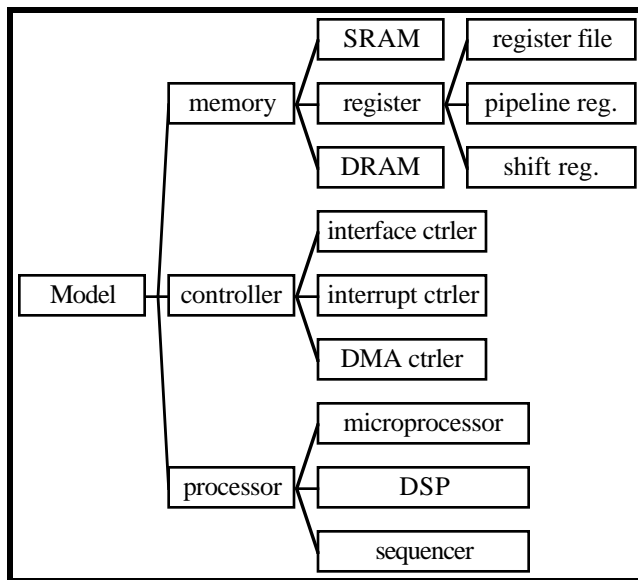 SRAM
register file
memory
register
pipeline reg.
DRAM
shift reg.
interface ctrler
Model
controller
interrupt ctrler
DMA ctrler
microprocessor
processor
DSP
sequencer